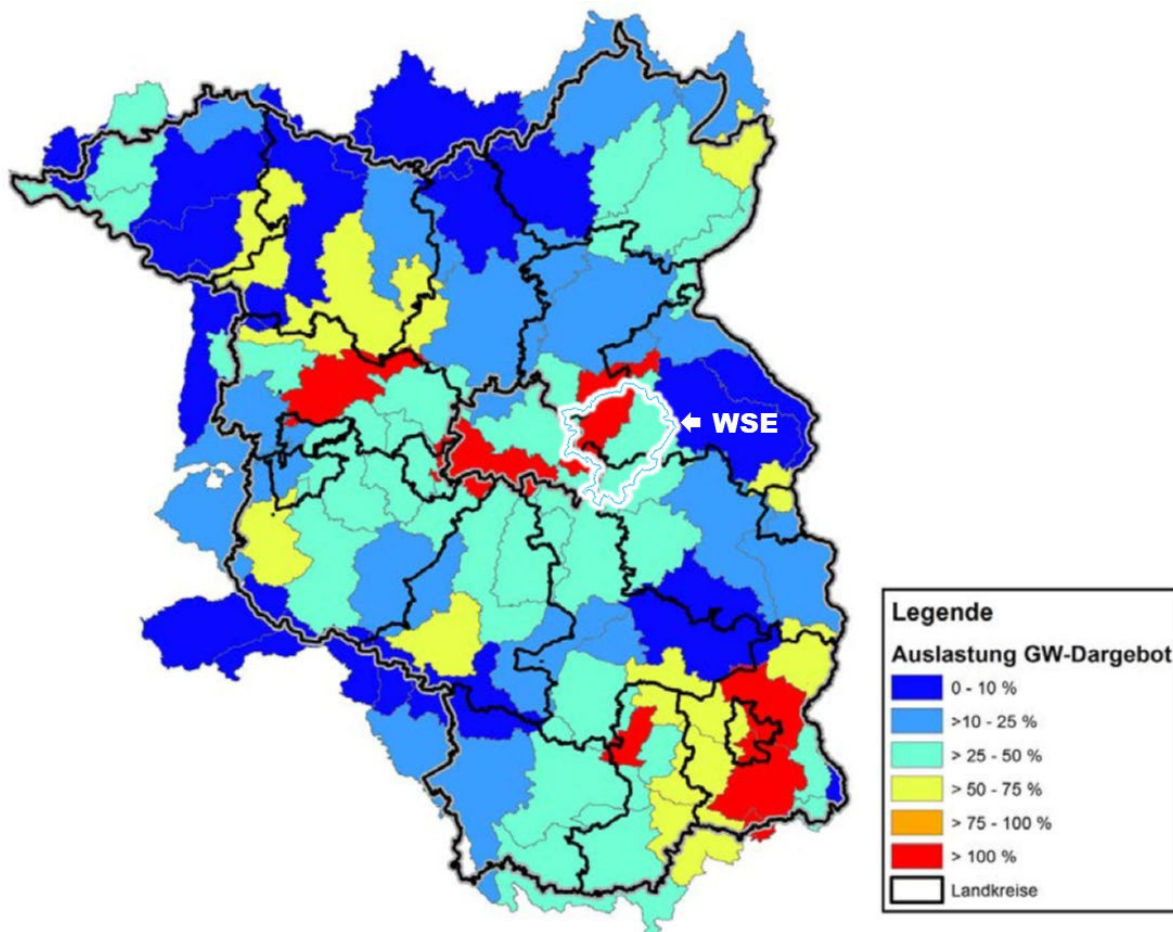 WSE
Legende
Auslastung GW-Dargebot
0 - 10 %
>10 - 25 %
> 25 - 50 %
> 50 - 75 %
> 75 - 100 %
> 100 %
Landkreise